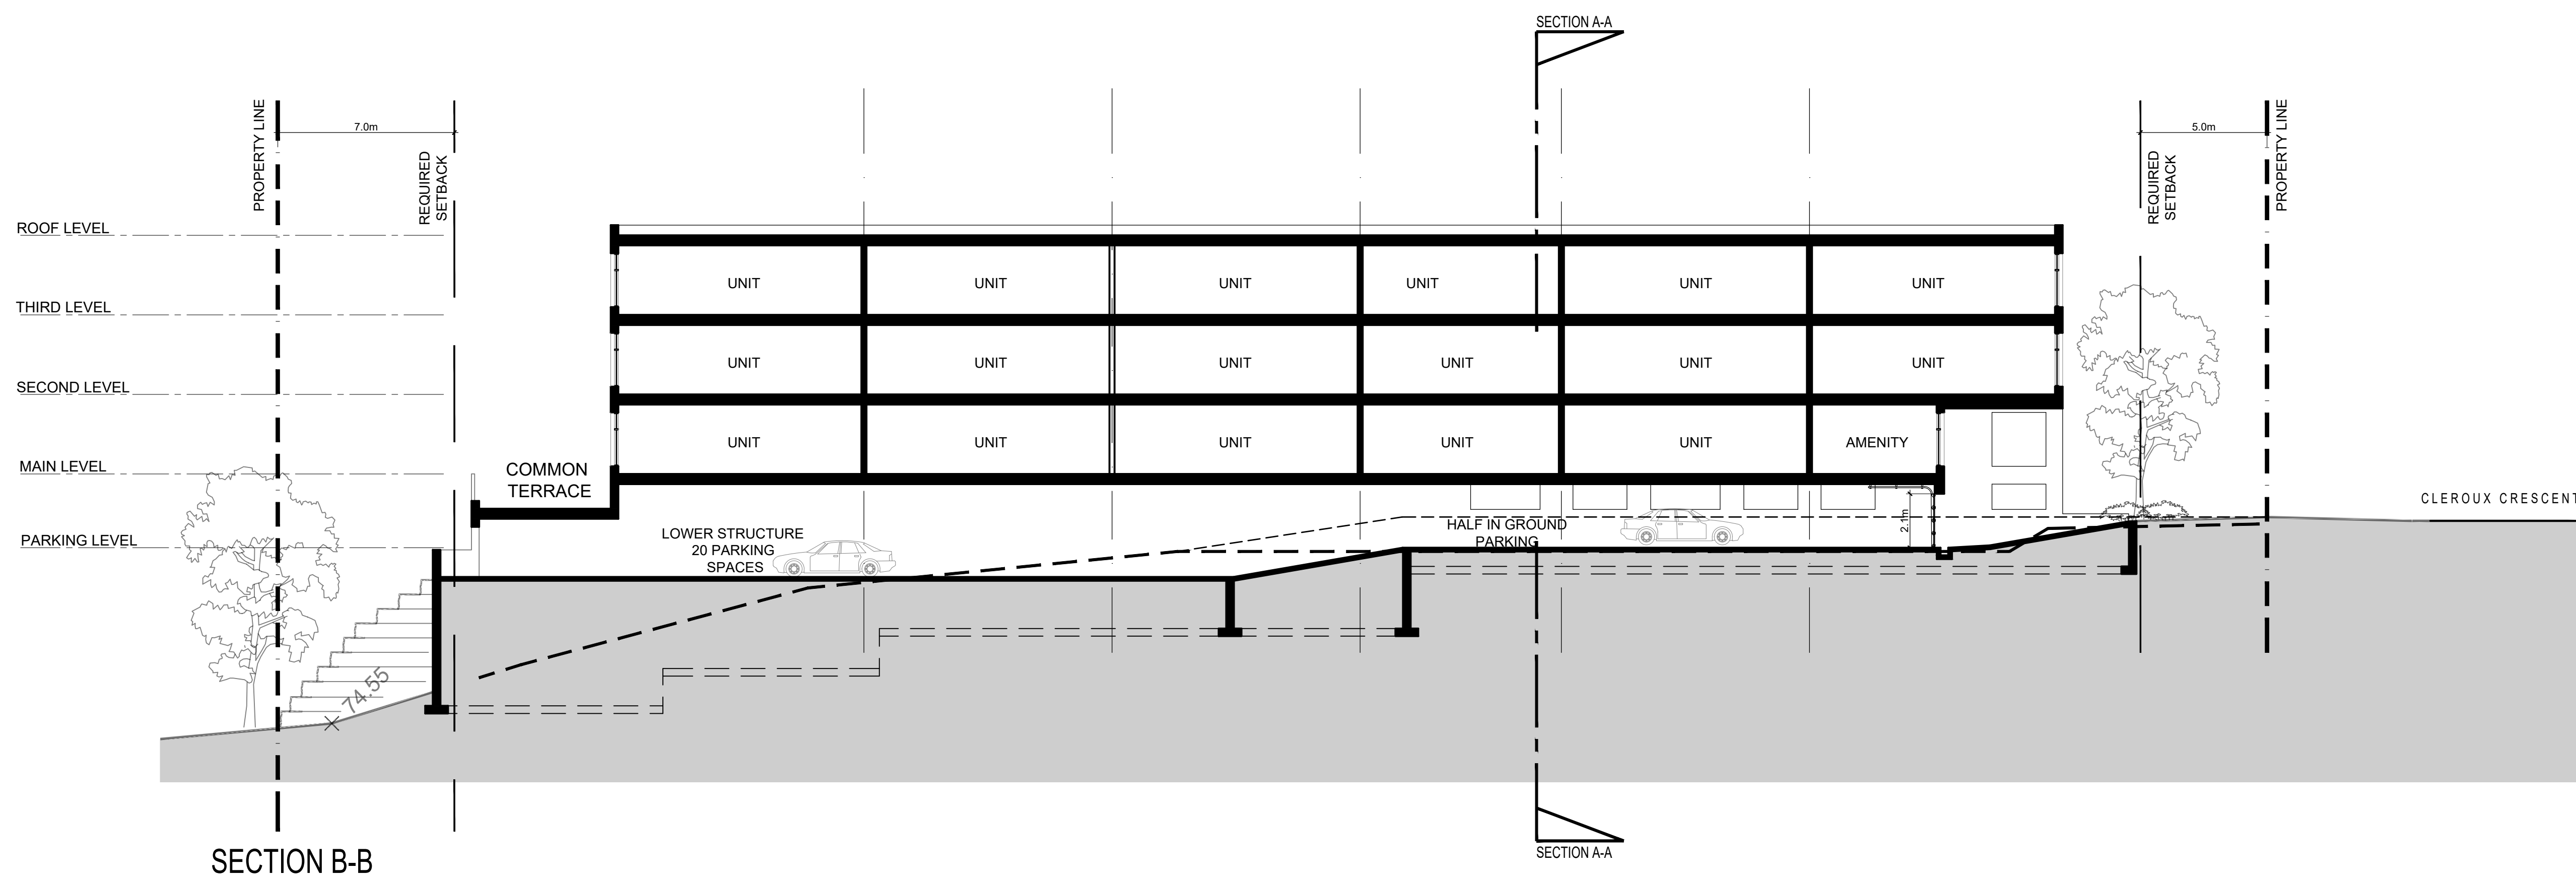 SECTION A-A
PROPERTY LINE
7.0m
REQUIRED
SETBACK
5.0m
REQUIRED
SETBACK
PROPERTY LINE
ROOF LEVEL
UNIT UNIT UNIT UNIT UNIT UNIT
THIRD LEVEL
UNIT UNIT UNIT UNIT UNIT UNIT
SECOND LEVEL
UNIT UNIT UNIT UNIT UNIT AMENITY
MAIN LEVEL
COMMON
TERRACE
CLEROUX CRESCENT
2.1m
PARKING LEVEL
LOWER STRUCTURE
20 PARKING
SPACES
HALF IN GROUND
PARKING
74.55
SECTION B-B
SECTION A-A